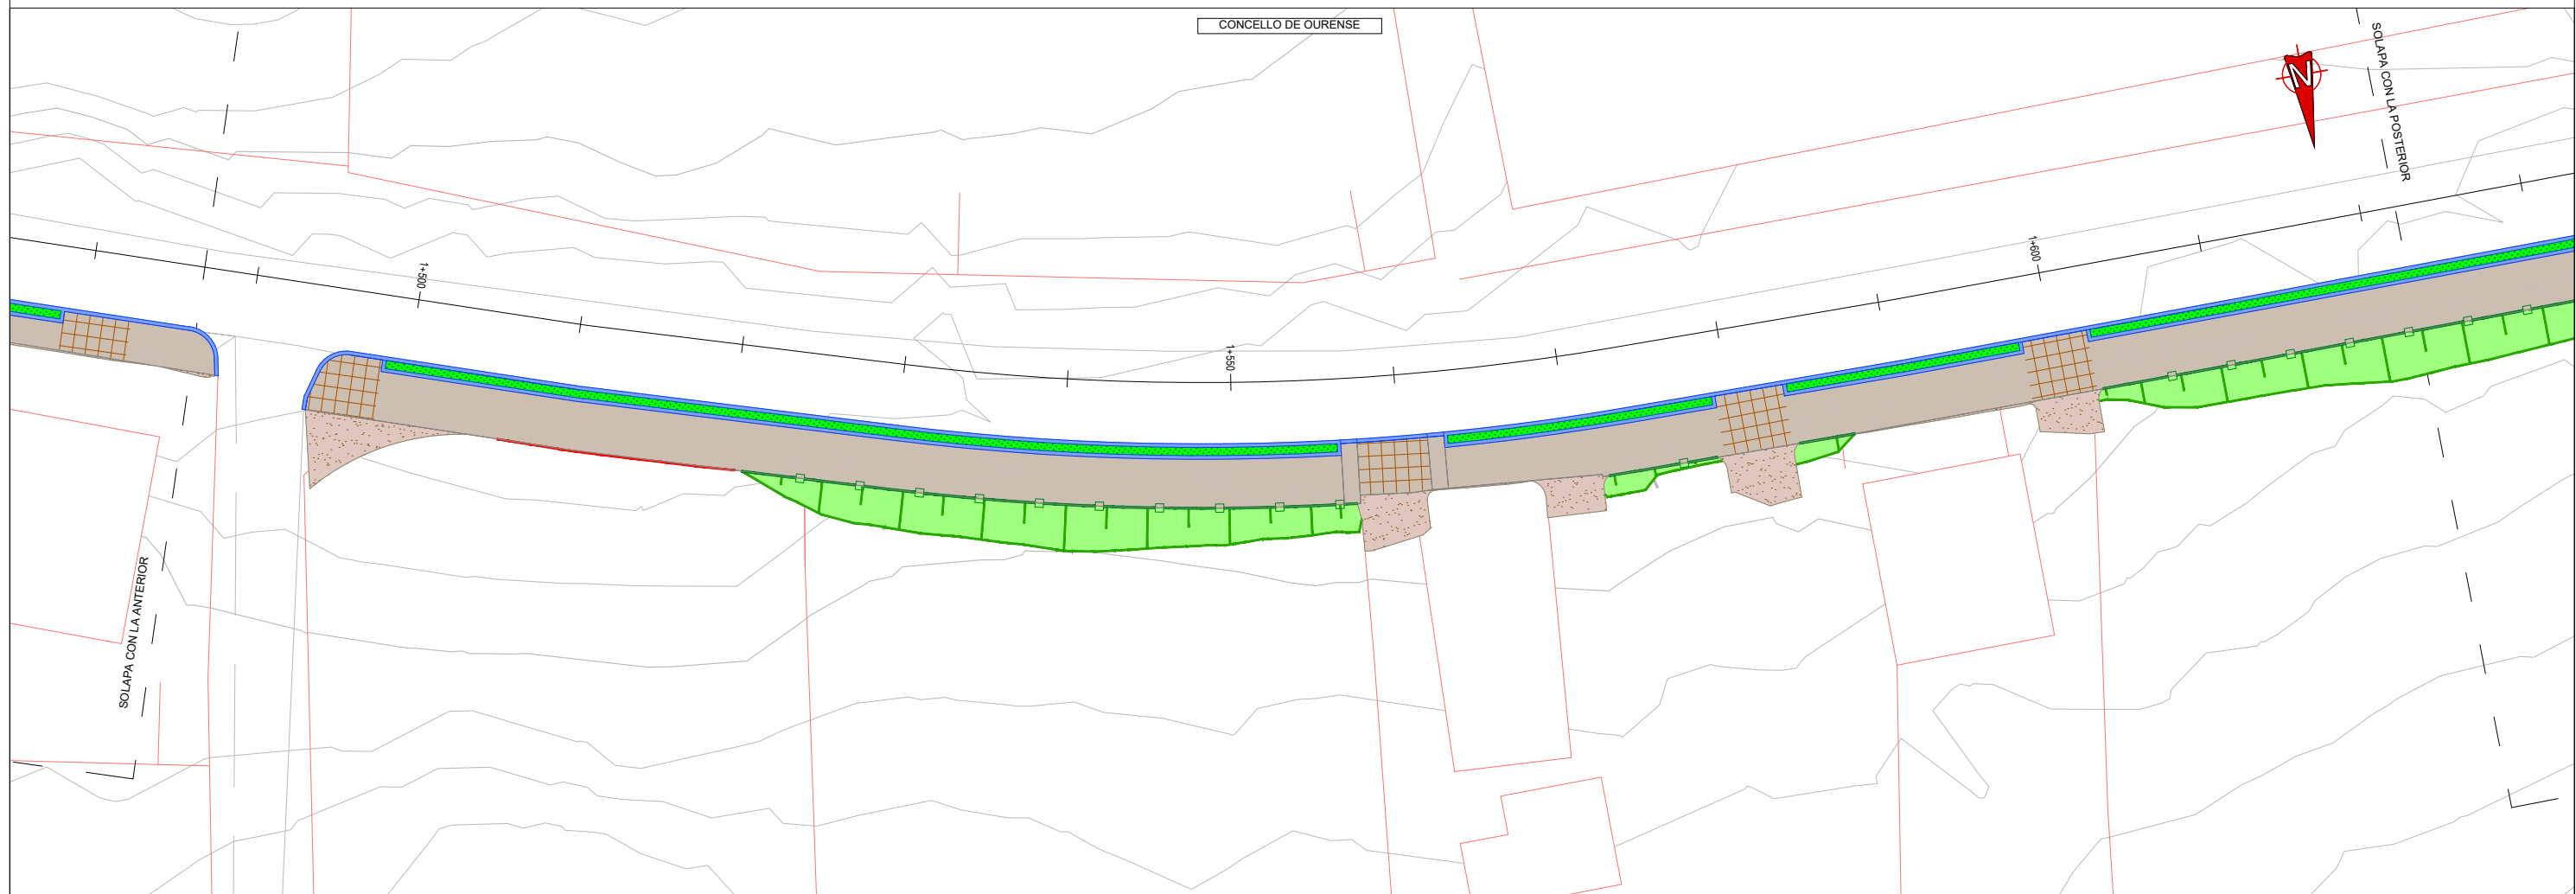 CONCELLO DE OURENSE
SOLAPA CON LA POSTERIOR
N
1+500
1+550
1+600
SOLAPA CON LA ANTERIOR